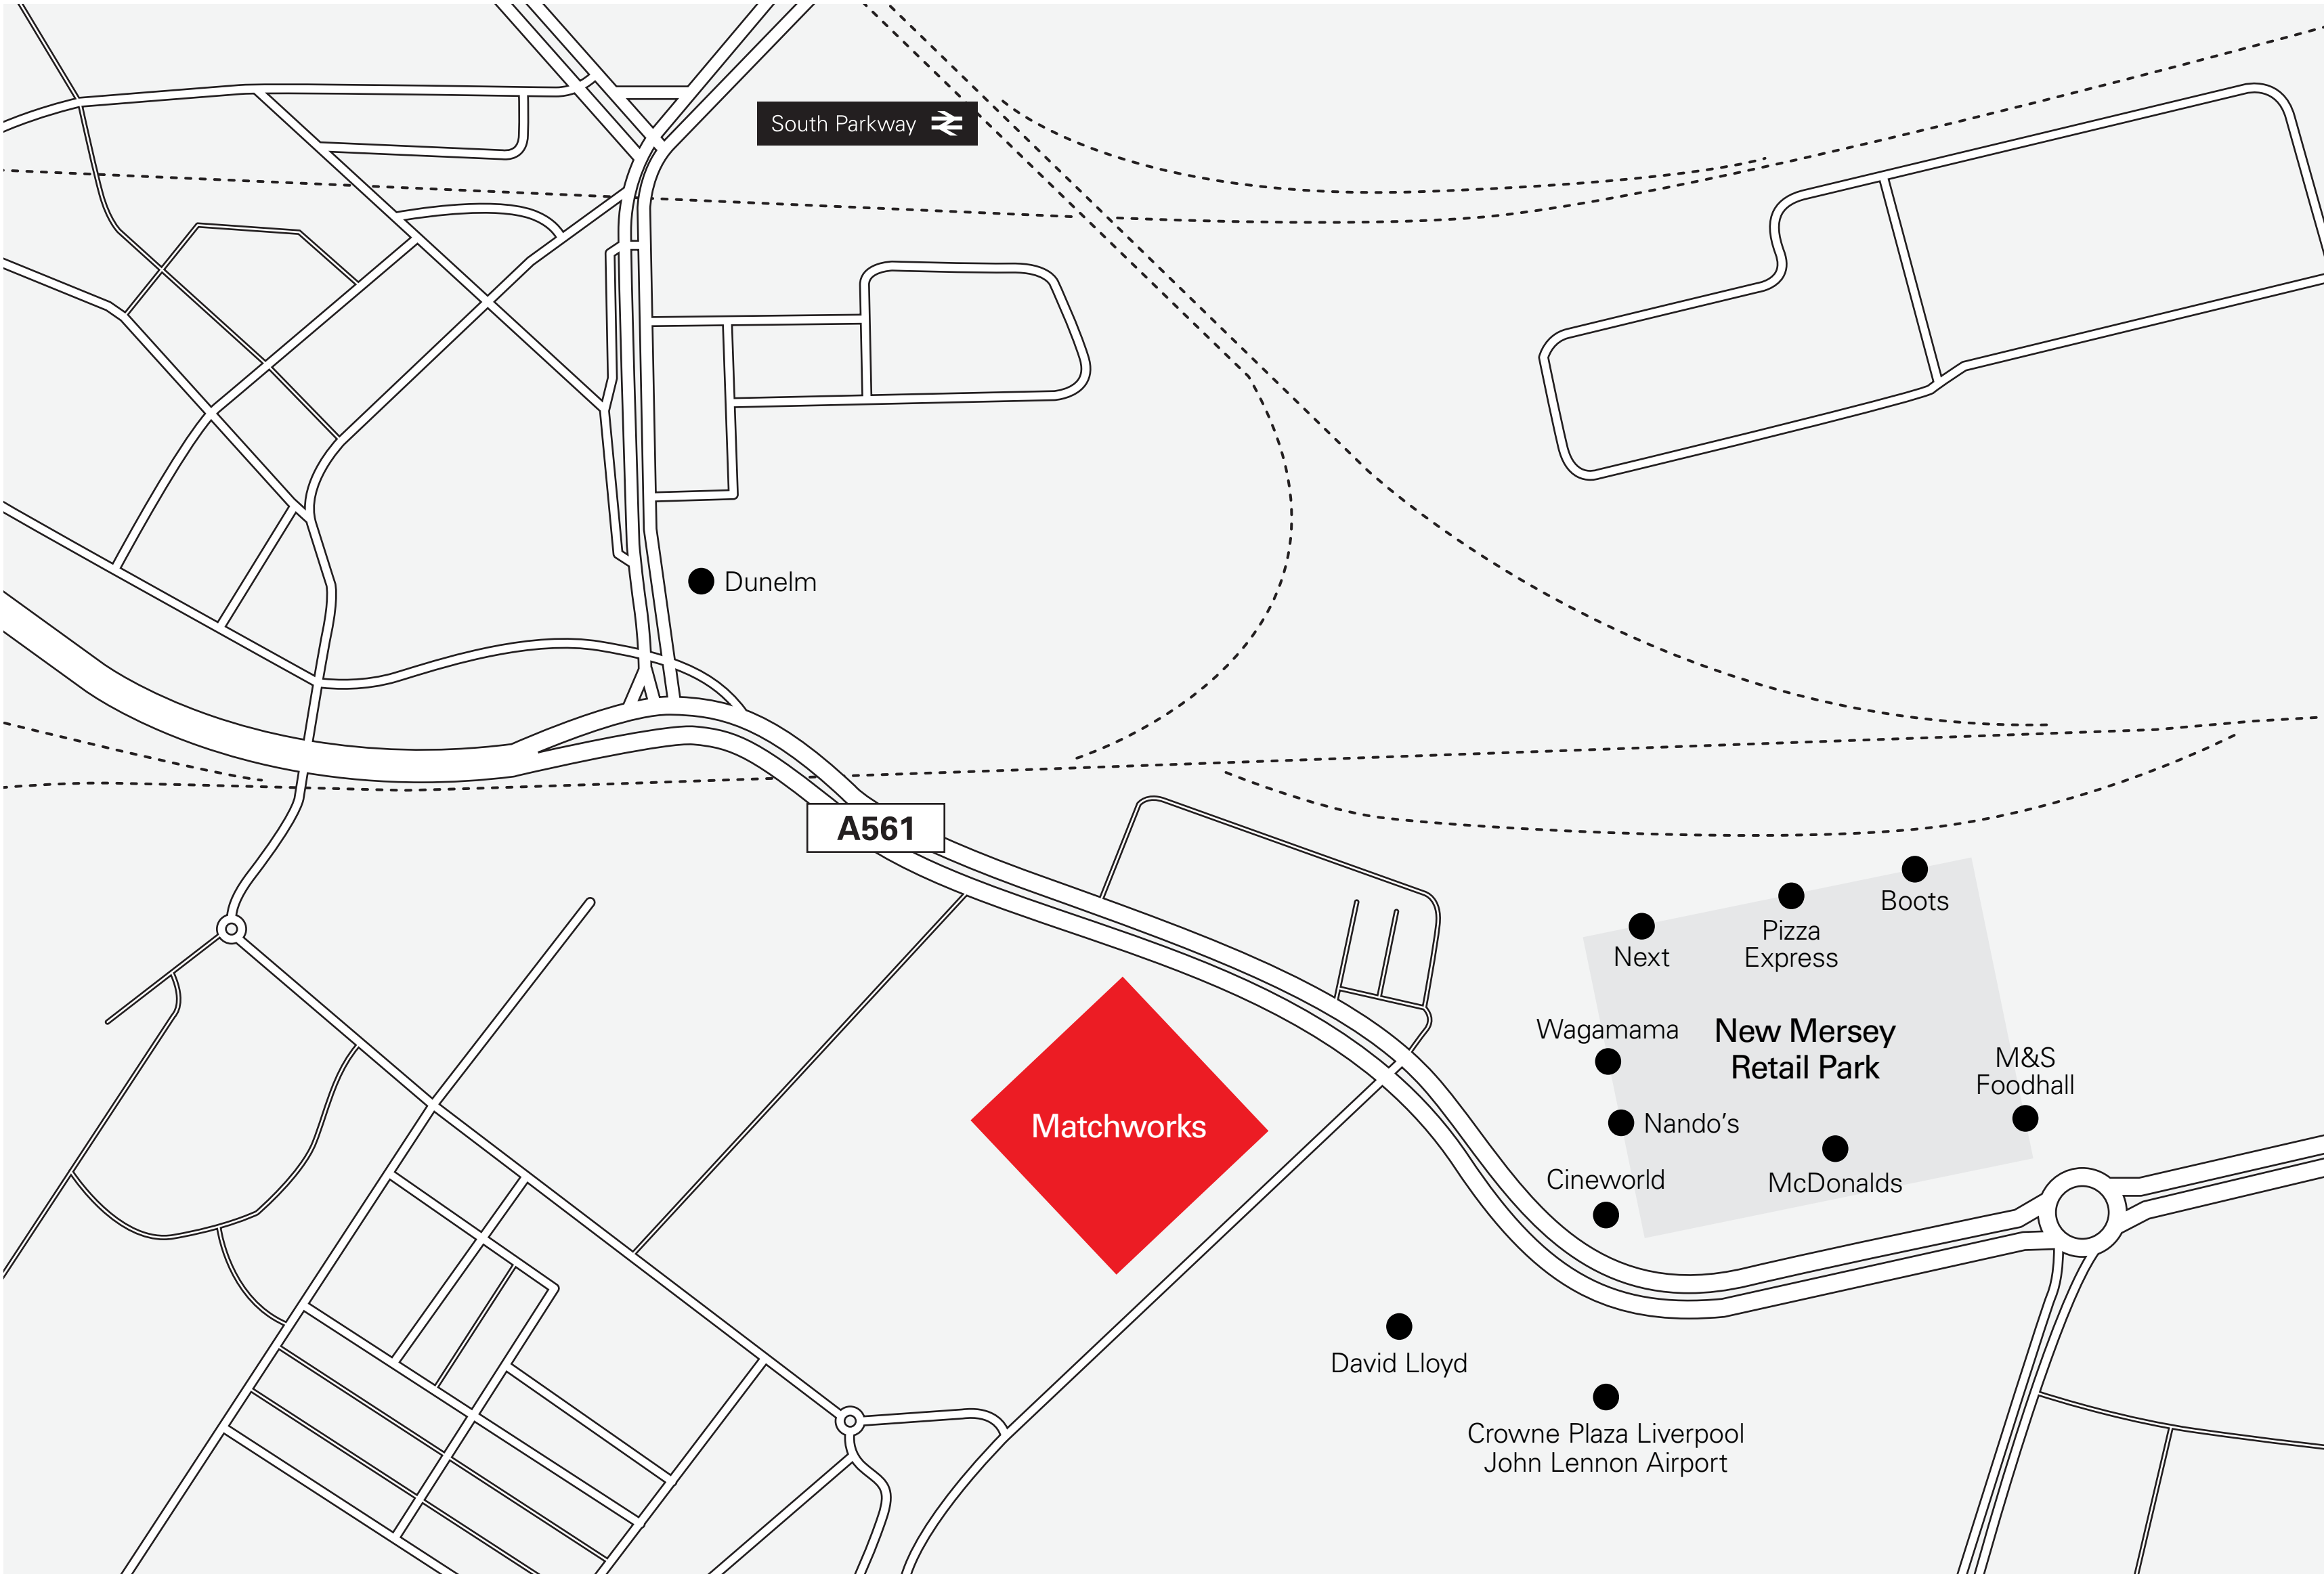 South Parkway
Dunelm
A561
Boots
Pizza
Express
Next
Wagamama
New Mersey
Retail Park
M&S
Foodhall
Matchworks
Nando's
Cineworld
McDonalds
David Lloyd
Crowne Plaza Liverpool
John Lennon Airport